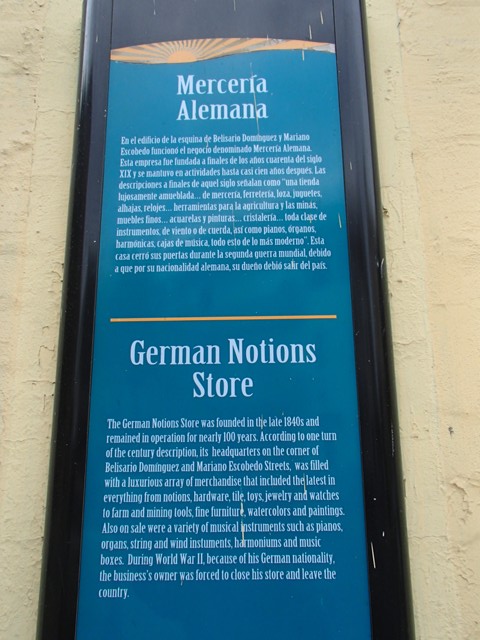 Mercería
Alemana
En el edificio de la esquina de Belisario Domínguez y Mariano
Escobedo funcionó el negocio denominado Mercería Alemana.
Esta empresa fue fundada a finales de los años cuarenta del siglo
XIX y se mantuvo en actividades hasta casi cien años después. Las
descripciones a finales de aquel siglo señalan como "una tienda
lujosamente amueblada... de mercería, ferretería, loza, juguetes,
alhajas, relojes... herramientas para la agricultura y las minas,
muebles finos... acuarelas y pinturas... cristalería... toda clase de
instrumentos, de viento o de cuerda, así como pianos, órganos,
harmónicas, cajas de música, todo esto de lo más moderno". Esta
casa cerró sus puertas durante la segunda guerra mundial, debido
a que por su nacionalidad alemana, su dueño debió salir del país.
German Notions
Store
The German Notions Store was founded in the late 1840s and
remained in operation for nearly 100 years. According to one turn
of the century description, its headquarters on the corner of
Belisario Domínguez and Mariano Escobedo Streets, was filled
with a luxurious array of merchandise that included the latest in
everything from notions, hardware, tile, toys, jewelry and watches
to farm and mining tools, fine furniture, watercolors and paintings.
Also on sale were a variety of musical instruments such as pianos,
organs, string and wind instuments, harmoniums and music
boxes. During World War II, because of his German nationality,
the business's owner was forced to close his store and leave the
country.